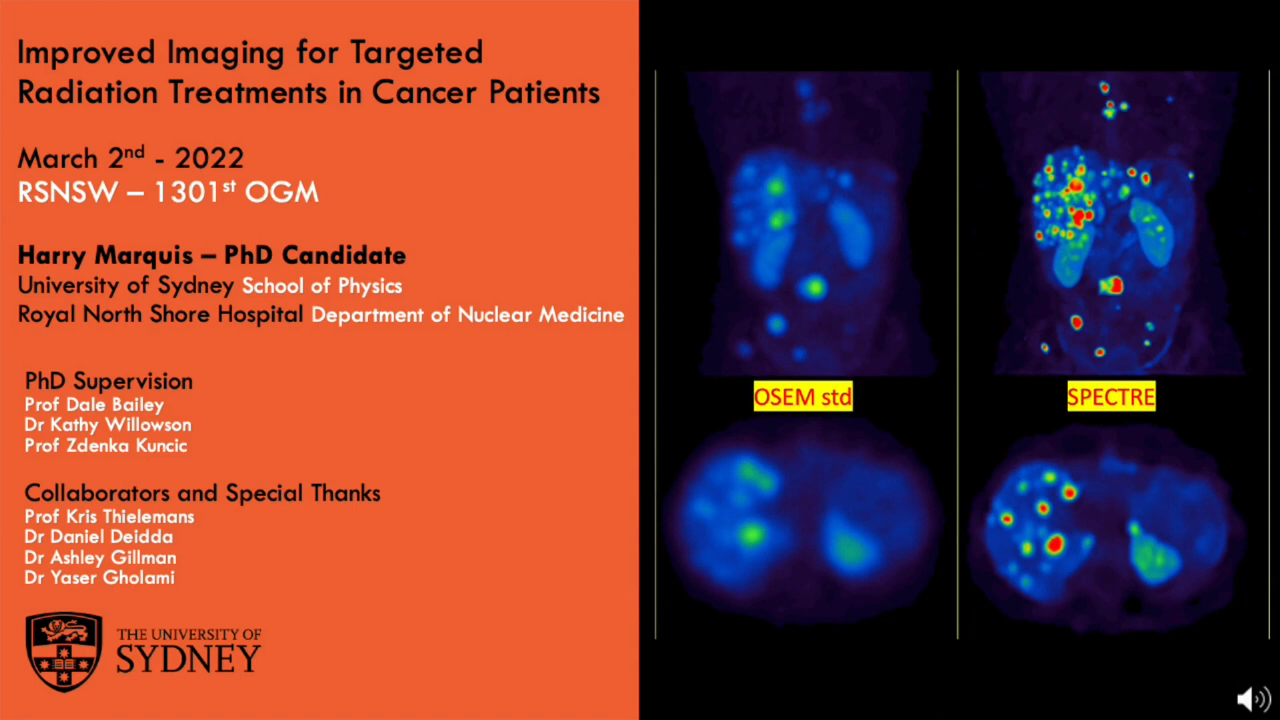 Improved Imaging for Targeted
Radiation Treatments in Cancer Patients
March 2nd - 2022
RSNSW – 1301st OGM
Harry Marquis – PhD Candidate
University of Sydney School of Physics
Royal North Shore Hospital Department of Nuclear Medicine
PhD Supervision
Prof Dale Bailey
Dr Kathy Willowson
Prof Zdenka Kuncic
Collaborators and Special Thanks
Prof Kris Thielemans
Dr Daniel Deidda
Dr Ashley Gillman
Dr Yaser Gholami
THE UNIVERSITY OF
SYDNEY
OSEM std
SPECTRE